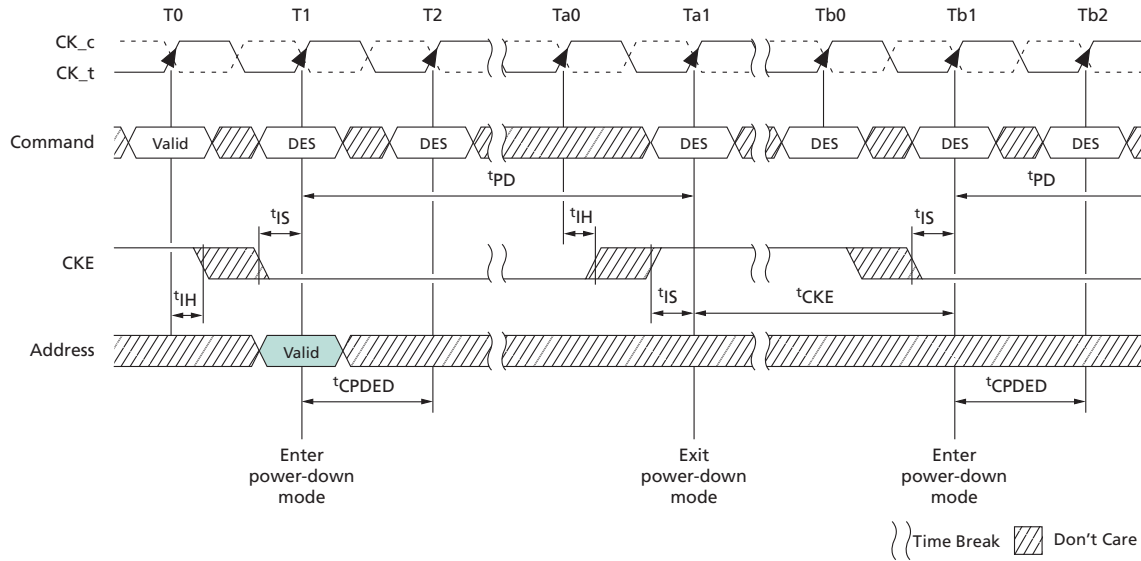 T0 T1 T2 Ta0 Ta1 Tb0 Tb1 Tb2
CK_c
CK_t
Command Valid DES DES DES DES DES DES
tPD tPD
tIS tIH tIS
CKE
tIH tIS tCKE
Address Valid
tCPDED tCPDED
Enter power-down mode
Exit power-down mode
Enter power-down mode
Time Break Don't Care